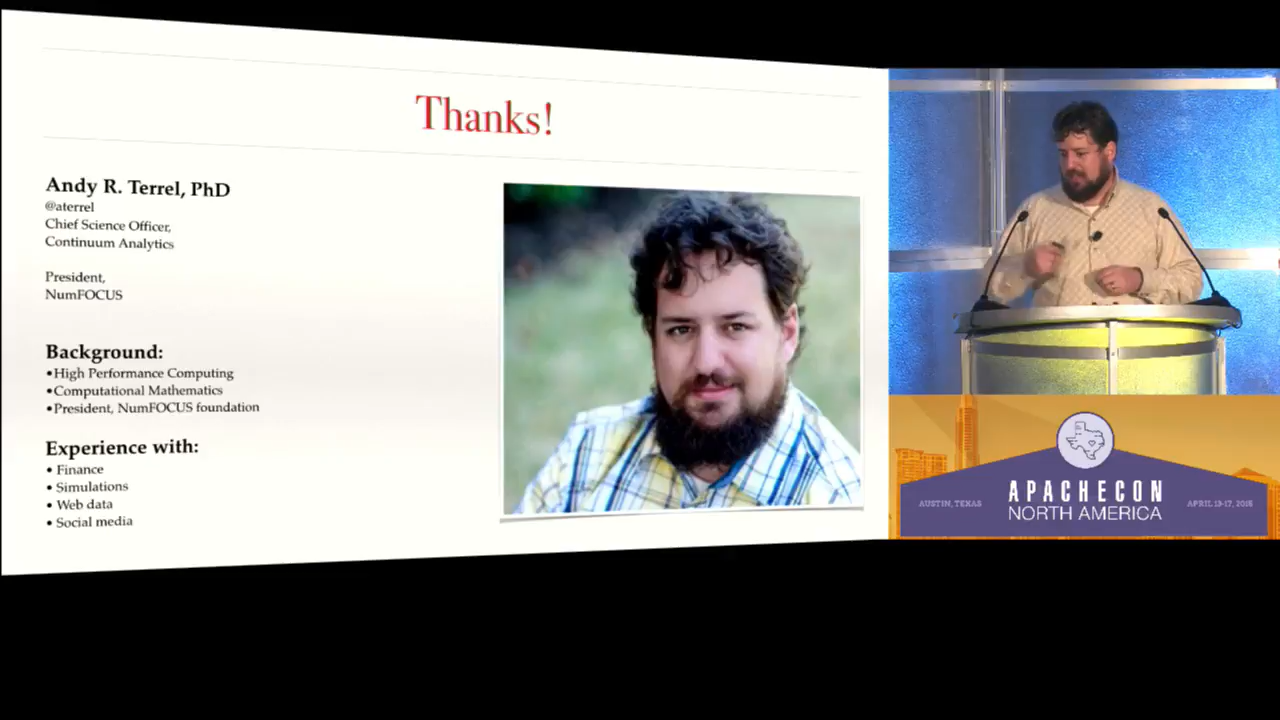 Thanks!
Andy R. Terrel, PhD
@aterrel
Chief Science Officer,
Continuum Analytics
President,
NumFOCUS
Background:
•High Performance Computing
•Computational Mathematics
•President, NumFOCUS foundation
Experience with:
• Finance
• Simulations
• Web data
• Social media
AUSTIN, TEXAS
APACHECON
NORTH AMERICA
APRIL 13-17, 2015